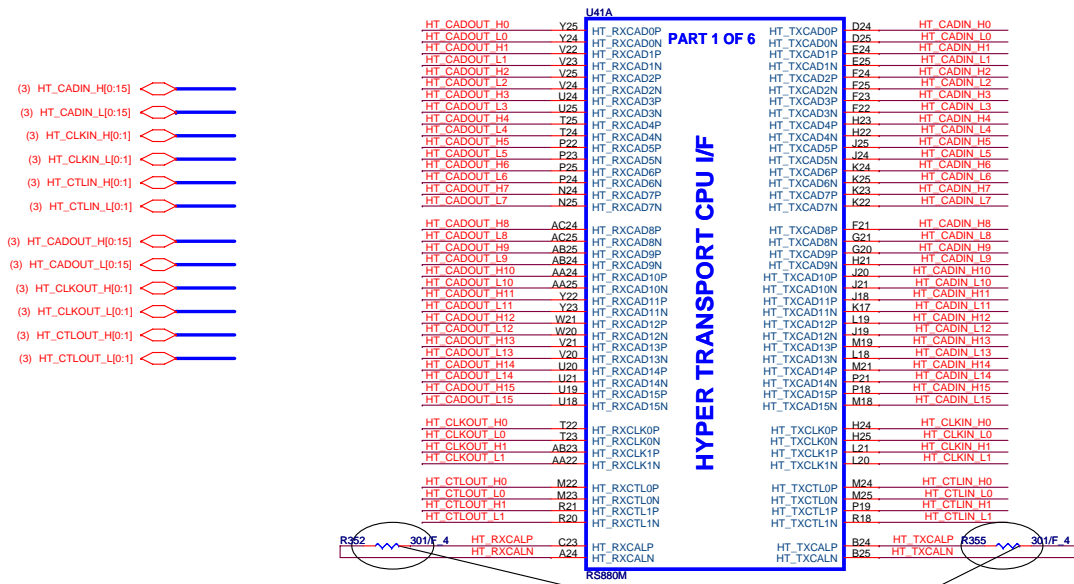 U41A
PART 1 OF 6
HYPER TRANSPORT CPU I/F
(3) HT_CADIN_H[0:15]
(3) HT_CADIN_L[0:15]
(3) HT_CLKIN_H[0:1]
(3) HT_CLKIN_L[0:1]
(3) HT_CTLIN_H[0:1]
(3) HT_CTLIN_L[0:1]
(3) HT_CADOUT_H[0:15]
(3) HT_CADOUT_L[0:15]
(3) HT_CLKOUT_H[0:1]
(3) HT_CLKOUT_L[0:1]
(3) HT_CTLOUT_H[0:1]
(3) HT_CTLOUT_L[0:1]
HT_CADOUT_H0 Y25 HT_RXCAD0P HT_TXCAD0P D24 HT_CADIN_H0
HT_CADOUT_L0 Y24 HT_RXCAD0N HT_TXCAD0N D25 HT_CADIN_L0
HT_CADOUT_H1 V22 HT_RXCAD1P HT_TXCAD1P E24 HT_CADIN_H1
HT_CADOUT_L1 V23 HT_RXCAD1N HT_TXCAD1N E25 HT_CADIN_L1
HT_CADOUT_H2 V25 HT_RXCAD2P HT_TXCAD2P F24 HT_CADIN_H2
HT_CADOUT_L2 V24 HT_RXCAD2N HT_TXCAD2N F25 HT_CADIN_L2
HT_CADOUT_H3 U24 HT_RXCAD3P HT_TXCAD3P F23 HT_CADIN_H3
HT_CADOUT_L3 U25 HT_RXCAD3N HT_TXCAD3N F22 HT_CADIN_L3
HT_CADOUT_H4 T25 HT_RXCAD4P HT_TXCAD4P H23 HT_CADIN_H4
HT_CADOUT_L4 T24 HT_RXCAD4N HT_TXCAD4N H22 HT_CADIN_L4
HT_CADOUT_H5 P22 HT_RXCAD5P HT_TXCAD5P J25 HT_CADIN_H5
HT_CADOUT_L5 P23 HT_RXCAD5N HT_TXCAD5N J24 HT_CADIN_L5
HT_CADOUT_H6 P25 HT_RXCAD6P HT_TXCAD6P K24 HT_CADIN_H6
HT_CADOUT_L6 P24 HT_RXCAD6N HT_TXCAD6N K25 HT_CADIN_L6
HT_CADOUT_H7 N24 HT_RXCAD7P HT_TXCAD7P K23 HT_CADIN_H7
HT_CADOUT_L7 N25 HT_RXCAD7N HT_TXCAD7N K22 HT_CADIN_L7
HT_CADOUT_H8 AC24 HT_RXCAD8P HT_TXCAD8P F21 HT_CADIN_H8
HT_CADOUT_L8 AC25 HT_RXCAD8N HT_TXCAD8N G21 HT_CADIN_L8
HT_CADOUT_H9 AB25 HT_RXCAD9P HT_TXCAD9P G20 HT_CADIN_H9
HT_CADOUT_L9 AB24 HT_RXCAD9N HT_TXCAD9N H21 HT_CADIN_L9
HT_CADOUT_H10 AA24 HT_RXCAD10P HT_TXCAD10P J20 HT_CADIN_H10
HT_CADOUT_L10 AA25 HT_RXCAD10N HT_TXCAD10N J21 HT_CADIN_L10
HT_CADOUT_H11 Y22 HT_RXCAD11P HT_TXCAD11P J18 HT_CADIN_H11
HT_CADOUT_L11 Y23 HT_RXCAD11N HT_TXCAD11N K17 HT_CADIN_L11
HT_CADOUT_H12 W21 HT_RXCAD12P HT_TXCAD12P L19 HT_CADIN_H12
HT_CADOUT_L12 W20 HT_RXCAD12N HT_TXCAD12N J19 HT_CADIN_L12
HT_CADOUT_H13 V21 HT_RXCAD13P HT_TXCAD13P M19 HT_CADIN_H13
HT_CADOUT_L13 V20 HT_RXCAD13N HT_TXCAD13N L18 HT_CADIN_L13
HT_CADOUT_H14 U20 HT_RXCAD14P HT_TXCAD14P M21 HT_CADIN_H14
HT_CADOUT_L14 U21 HT_RXCAD14N HT_TXCAD14N P21 HT_CADIN_L14
HT_CADOUT_H15 U19 HT_RXCAD15P HT_TXCAD15P P18 HT_CADIN_H15
HT_CADOUT_L15 U18 HT_RXCAD15N HT_TXCAD15N M18 HT_CADIN_L15
HT_CLKOUT_H0 T22 HT_RXCLK0P HT_TXCLK0P H24 HT_CLKIN_H0
HT_CLKOUT_L0 T23 HT_RXCLK0N HT_TXCLK0N H25 HT_CLKIN_L0
HT_CLKOUT_H1 AB23 HT_RXCLK1P HT_TXCLK1P L21 HT_CLKIN_H1
HT_CLKOUT_L1 AA22 HT_RXCLK1N HT_TXCLK1N L20 HT_CLKIN_L1
HT_CTLOUT_H0 M22 HT_RXCTL0P HT_TXCTL0P M24 HT_CTLIN_H0
HT_CTLOUT_L0 M23 HT_RXCTL0N HT_TXCTL0N M25 HT_CTLIN_L0
HT_CTLOUT_H1 R21 HT_RXCTL1P HT_TXCTL1P P19 HT_CTLIN_H1
HT_CTLOUT_L1 R20 HT_RXCTL1N HT_TXCTL1N R18 HT_CTLIN_L1
R352 301/F_4 HT_RXCALP C23 HT_RXCALP HT_TXCALP B24 HT_TXCALP R355 301/F_4
HT_RXCALN A24 HT_RXCALN HT_TXCALN B25 HT_TXCALN
RS880M